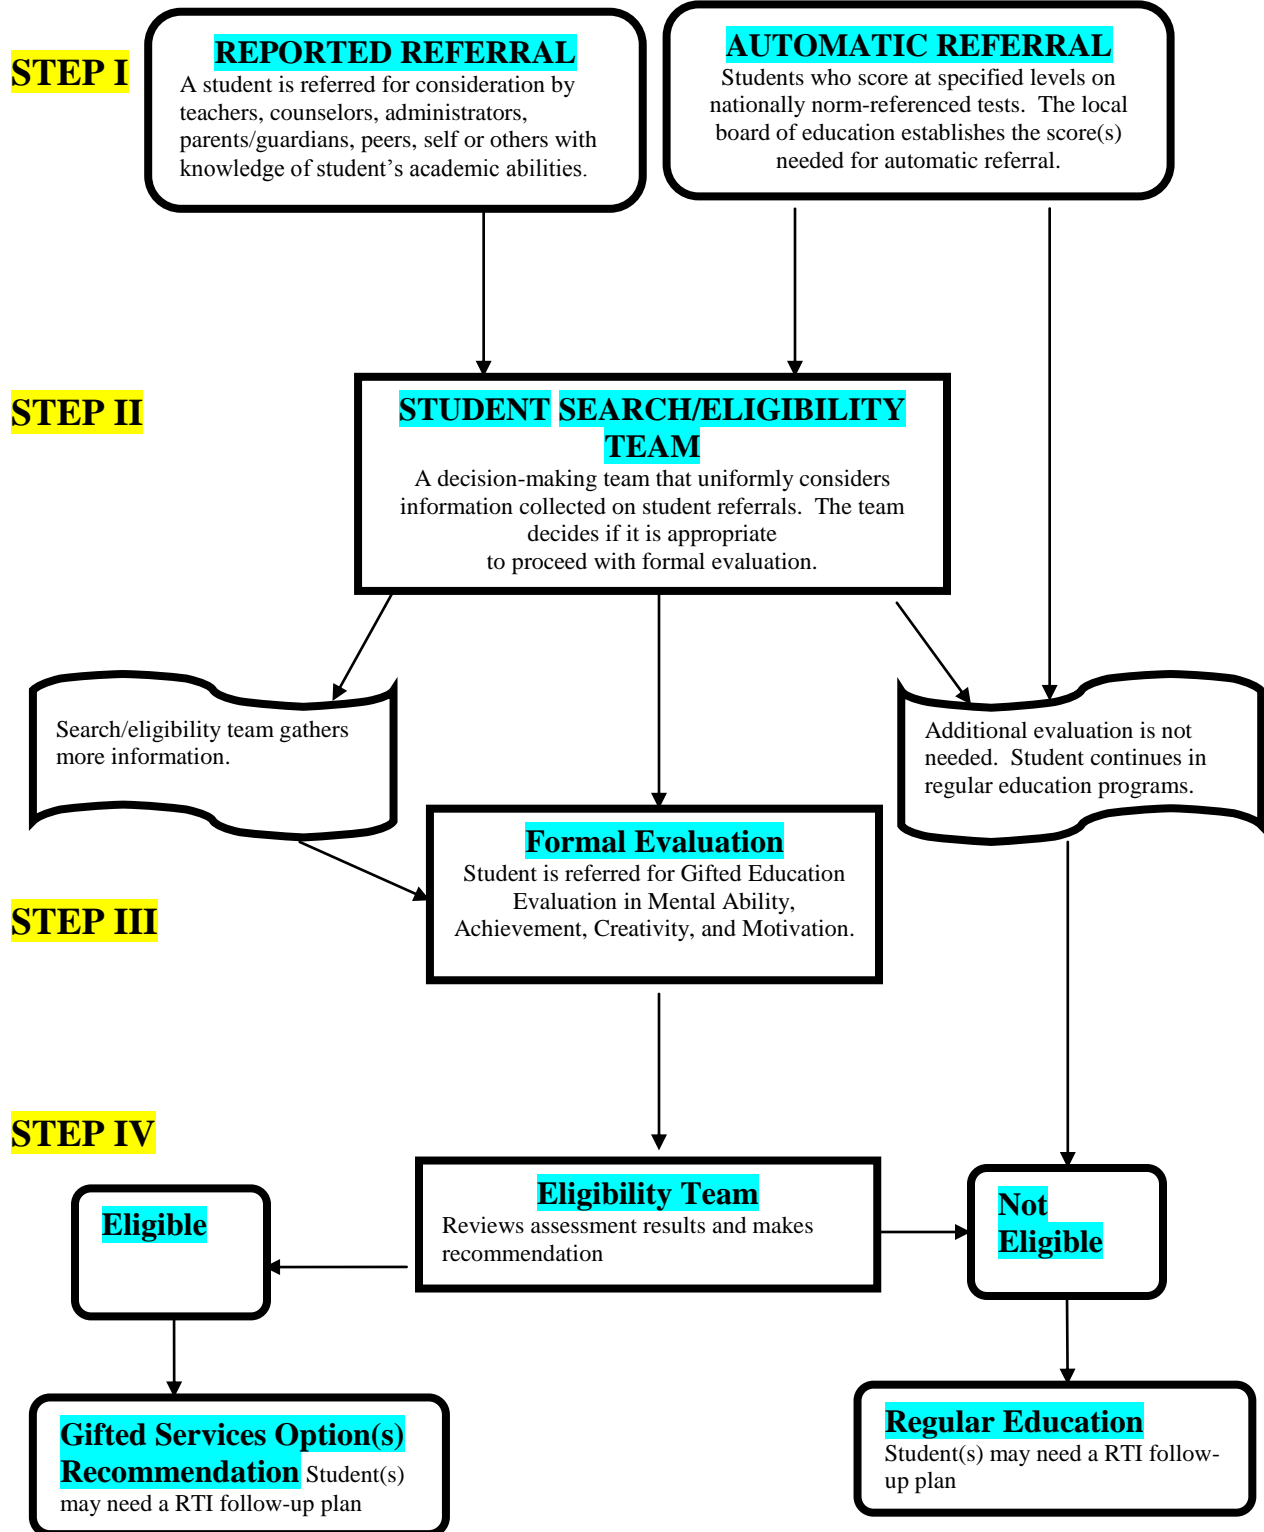 STEP I
REPORTED REFERRAL
A student is referred for consideration by
teachers, counselors, administrators,
parents/guardians, peers, self or others with
knowledge of student’s academic abilities.
AUTOMATIC REFERRAL
Students who score at specified levels on
nationally norm-referenced tests.  The local
board of education establishes the score(s)
needed for automatic referral.
STEP II
STUDENT SEARCH/ELIGIBILITY
TEAM
A decision-making team that uniformly considers
information collected on student referrals.  The team
decides if it is appropriate
to proceed with formal evaluation.
Search/eligibility team gathers
more information.
Additional evaluation is not
needed.  Student continues in
regular education programs.
STEP III
Formal Evaluation
Student is referred for Gifted Education
Evaluation in Mental Ability,
Achievement, Creativity, and Motivation.
STEP IV
Eligible
Eligibility Team
Reviews assessment results and makes
recommendation
Not
Eligible
Gifted Services Option(s)
Recommendation Student(s)
may need a RTI follow-up plan
Regular Education
Student(s) may need a RTI follow-
up plan